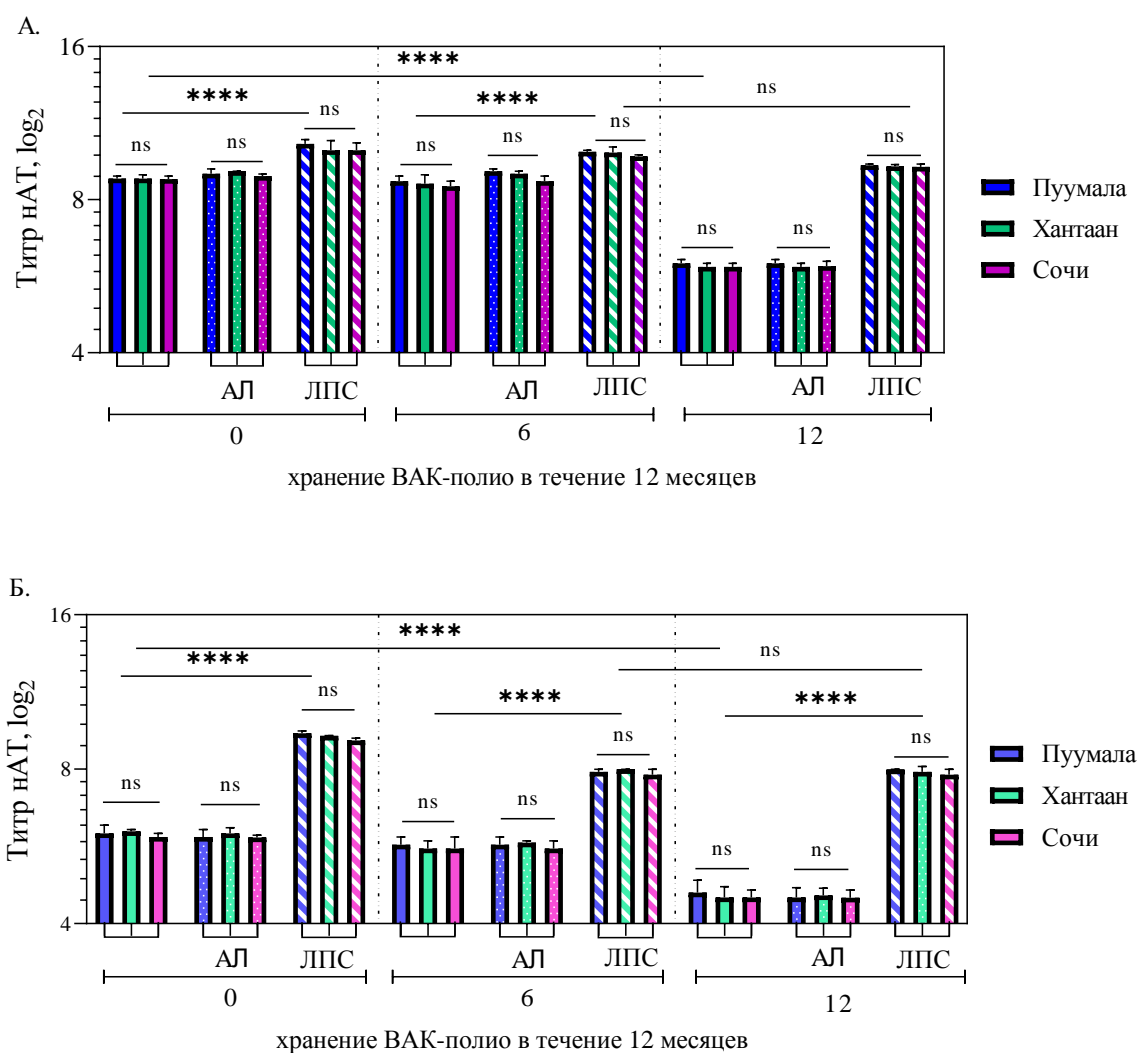 А.
16
8
4
Титр нАТ, log2
****
****
****
ns
ns
ns
ns
ns
ns
ns
ns
ns
ns
АЛ
ЛПС
АЛ
ЛПС
АЛ
ЛПС
0
6
12
хранение ВАК-полио в течение 12 месяцев
Пуумала
Хантаан
Сочи
Б.
16
8
4
Титр нАТ, log2
****
****
****
****
ns
ns
ns
ns
ns
ns
ns
ns
ns
ns
АЛ
ЛПС
АЛ
ЛПС
АЛ
ЛПС
0
6
12
хранение ВАК-полио в течение 12 месяцев
Пуумала
Хантаан
Сочи